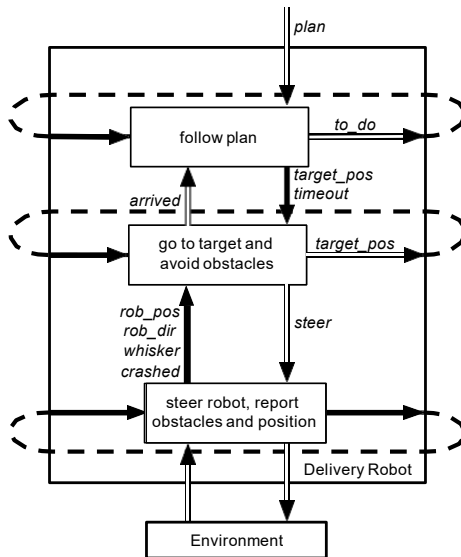 plan
follow plan
to_do
target_pos
timeout
arrived
go to target and
avoid obstacles
target_pos
rob_pos
rob_dir
whisker
crashed
steer
steer robot, report
obstacles and position
Delivery Robot
Environment